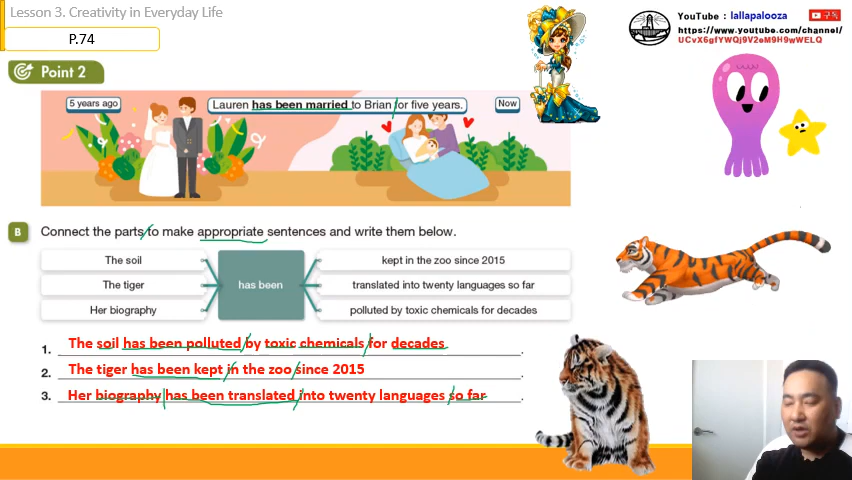 Lesson 3. Creativity in Everyday Life
P.74
YouTube : lallapalooza
구독
https://www.youtube.com/channel/
UCvX6gfYWQj9V2eM9H9wWELQ
Point 2
5 years ago
Lauren has been married to Brian for five years.
Now
B Connect the parts to make appropriate sentences and write them below.
The soil
kept in the zoo since 2015
The tiger
has been
translated into twenty languages so far
Her biography
polluted by toxic chemicals for decades
1. The soil has been polluted by toxic chemicals for decades.
2. The tiger has been kept in the zoo since 2015.
3. Her biography has been translated into twenty languages so far.